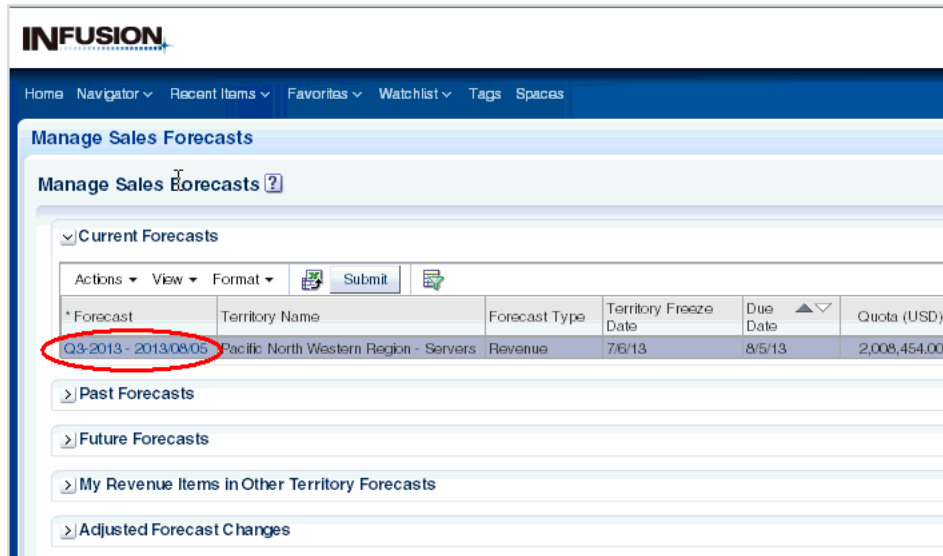 INFUSION
Home Navigator Recent Items Favorites Watchlist Tags Spaces
Manage Sales Forecasts
Manage Sales Forecasts ?
Current Forecasts
Actions View Format Submit
* Forecast Territory Name Forecast Type Territory Freeze Date Due Date Quota (USD)
Q3-2013 - 2013/08/05 Pacific North Western Region - Servers Revenue 7/6/13 8/5/13 2,008,454.00
Past Forecasts
Future Forecasts
My Revenue Items in Other Territory Forecasts
Adjusted Forecast Changes